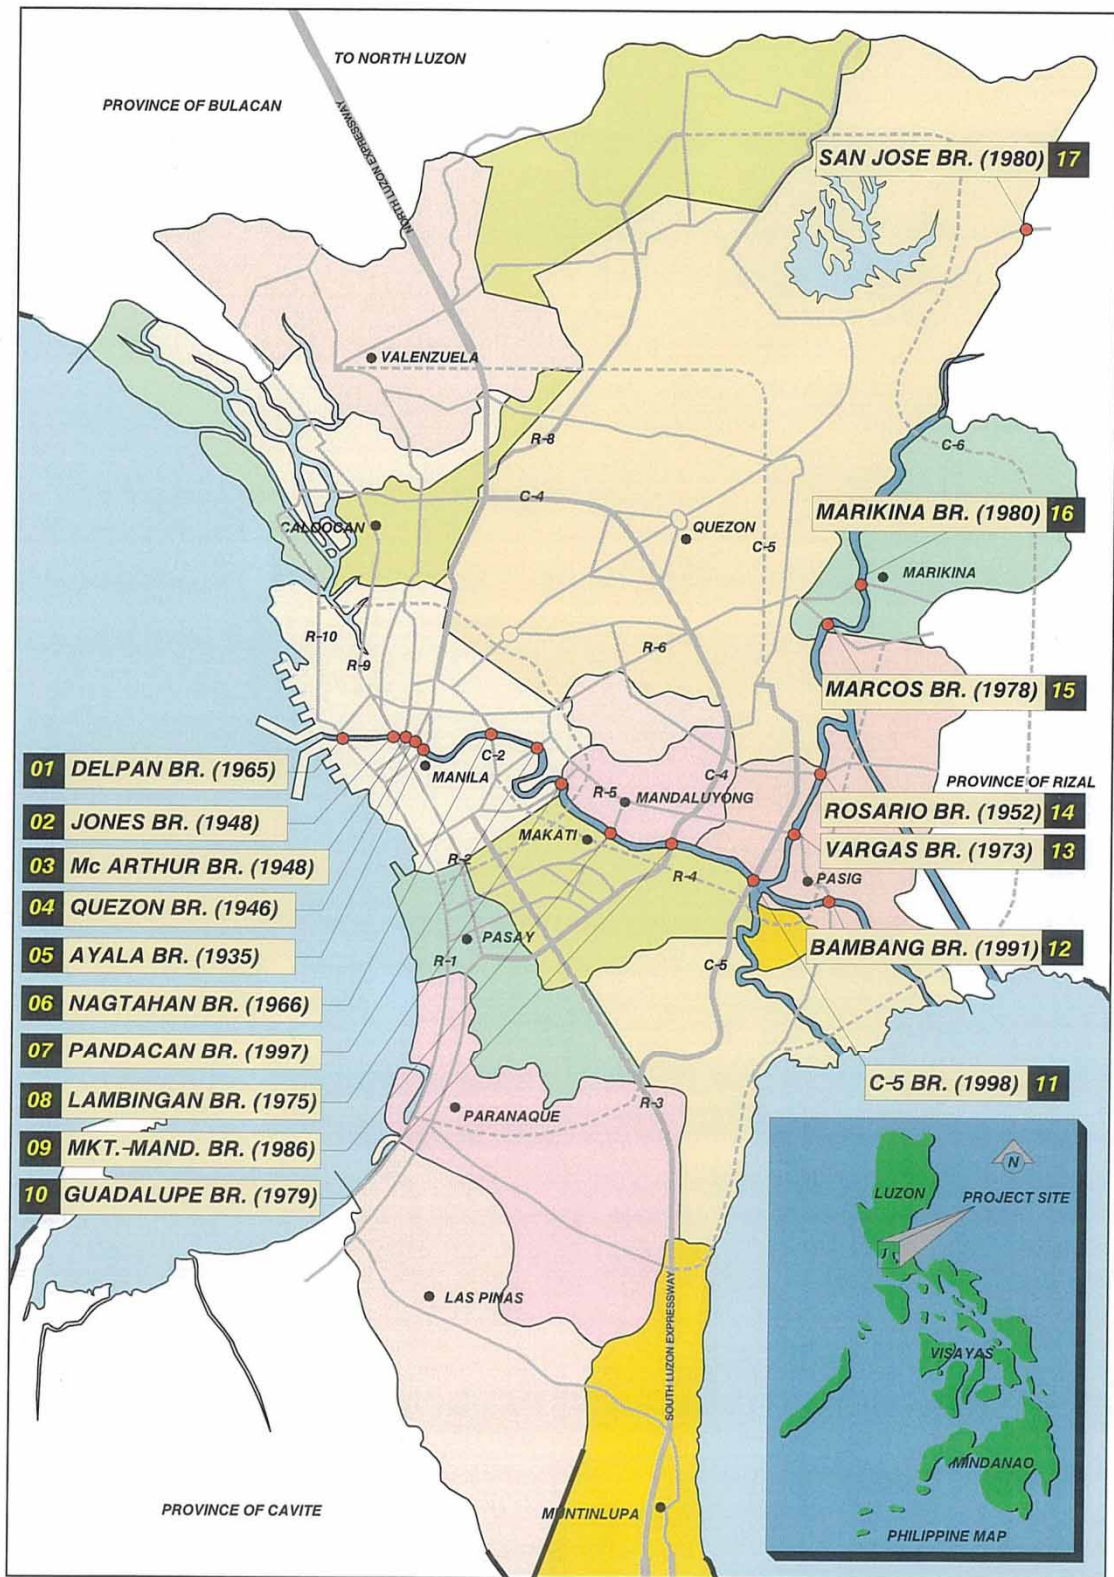 TO NORTH LUZON
PROVINCE OF BULACAN
NORTH LUZON EXPRESSWAY
NORTH LUZON EXPRESSWAY
SAN JOSE BR. (1980) 17
VALENZUELA
R-8
C-6
C-4
MARIKINA BR. (1980) 16
CALOOCAN
QUEZON
C-5
MARIKINA
R-10
R-9
R-6
MARCOS BR. (1978) 15
01 DELPAN BR. (1965)
MANILA
C-2
C-4
PROVINCE OF RIZAL
R-5
MANDALUYONG
02 JONES BR. (1948)
ROSARIO BR. (1952) 14
MAKATI
03 Mc ARTHUR BR. (1948)
VARGAS BR. (1973) 13
R-2
R-4
PASIG
04 QUEZON BR. (1946)
PASAY
05 AYALA BR. (1935)
R-1
C-5
BAMBANG BR. (1991) 12
06 NAGTAHAN BR. (1966)
07 PANDACAN BR. (1997)
C-5 BR. (1998) 11
08 LAMBINGAN BR. (1975)
PARANAQUE
R-3
09 MKT.-MAND. BR. (1986)
10 GUADALUPE BR. (1979)
N
LUZON
PROJECT SITE
LAS PINAS
SOUTH LUZON EXPRESSWAY
VISAYAS
MINDANAO
PROVINCE OF CAVITE
MUNTINLUPA
PHILIPPINE MAP